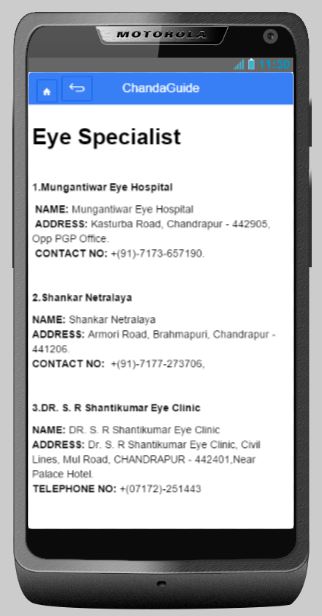 MOTOROLA
11:50
ChandaGuide
Eye Specialist
1.Mungantiwar Eye Hospital
NAME: Mungantiwar Eye Hospital
ADDRESS: Kasturba Road, Chandrapur - 442905,
Opp PGP Office.
CONTACT NO: +(91)-7173-657190.
2.Shankar Netralaya
NAME: Shankar Netralaya
ADDRESS: Armori Road, Brahmapuri, Chandrapur -
441206.
CONTACT NO: +(91)-7177-273706,
3.DR. S. R Shantikumar Eye Clinic
NAME: DR. S. R Shantikumar Eye Clinic
ADDRESS: Dr. S. R Shantikumar Eye Clinic, Civil
Lines, Mul Road, CHANDRAPUR - 442401,Near
Palace Hotel.
TELEPHONE NO: +(07172)-251443